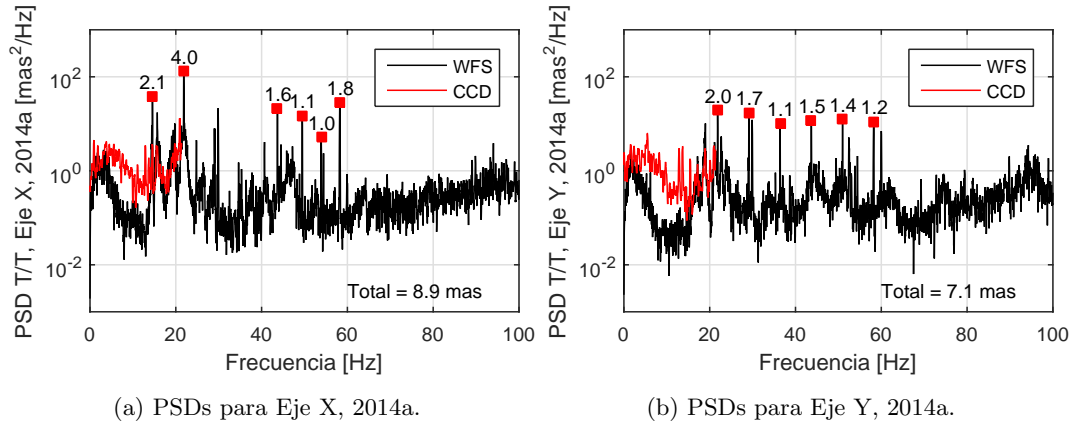 PSD T/T, Eje X, 2014a [mas²/Hz]
10²
10⁰
10⁻²
2.1
4.0
1.6
1.1
1.0
1.8
WFS
CCD
Total = 8.9 mas
0 20 40 60 80 100
Frecuencia [Hz]
(a) PSDs para Eje X, 2014a.
PSD T/T, Eje Y, 2014a [mas²/Hz]
10²
10⁰
10⁻²
2.0
1.7
1.1
1.5
1.4
1.2
WFS
CCD
Total = 7.1 mas
0 20 40 60 80 100
Frecuencia [Hz]
(b) PSDs para Eje Y, 2014a.